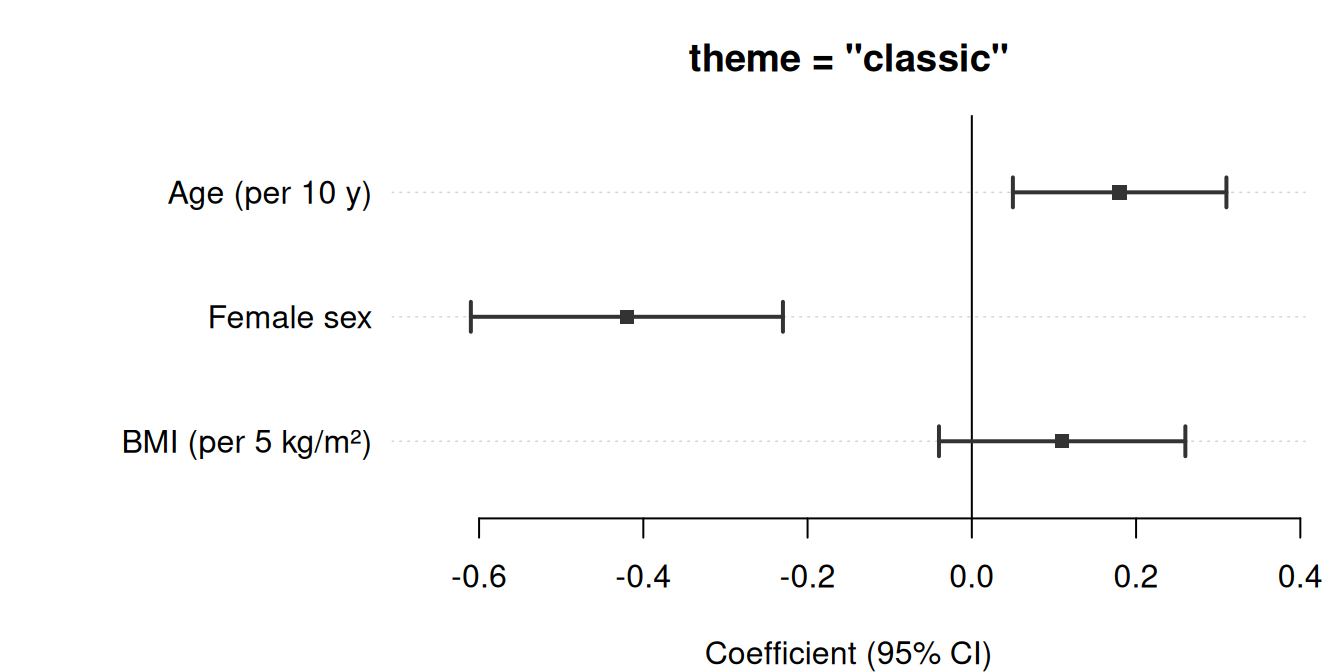 theme = "classic"
Age (per 10 y)
Female sex
BMI (per 5 kg/m²)
-0.6 -0.4 -0.2 0.0 0.2 0.4
Coefficient (95% CI)